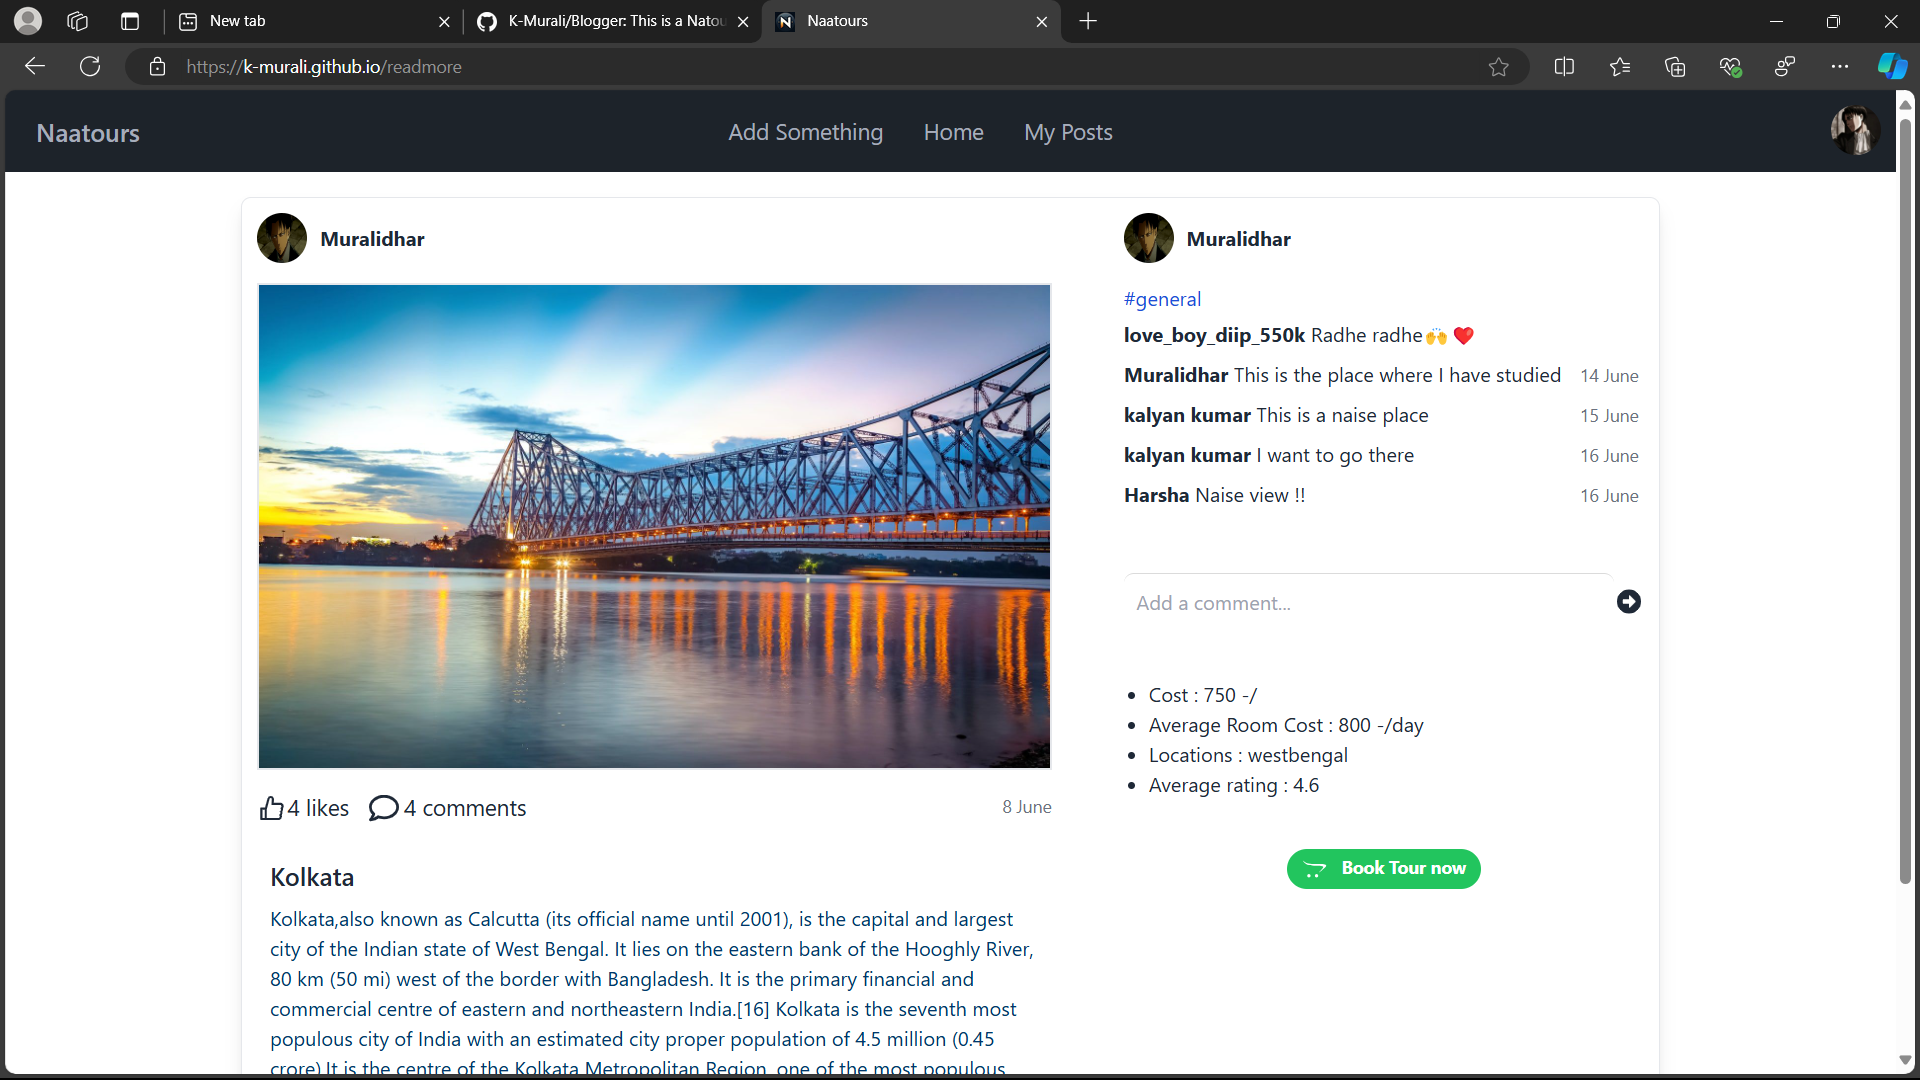 New tab
K-Murali/Blogger: This is a Natou
Naatours
https://k-murali.github.io/readmore
Naatours
Add Something
Home
My Posts
Muralidhar
4 likes
4 comments
8 June
Kolkata
Kolkata,also known as Calcutta (its official name until 2001), is the capital and largest
city of the Indian state of West Bengal. It lies on the eastern bank of the Hooghly River,
80 km (50 mi) west of the border with Bangladesh. It is the primary financial and
commercial centre of eastern and northeastern India.[16] Kolkata is the seventh most
populous city of India with an estimated city proper population of 4.5 million (0.45
crore) It is the centre of the Kolkata Metropolitan Region, one of the most populous
Muralidhar
#general
love_boy_diip_550k Radhe radhe🙌 ❤️
Muralidhar This is the place where I have studied 14 June
kalyan kumar This is a naise place 15 June
kalyan kumar I want to go there 16 June
Harsha Naise view !! 16 June
Add a comment...
• Cost : 750 -/
• Average Room Cost : 800 -/day
• Locations : westbengal
• Average rating : 4.6
Book Tour now